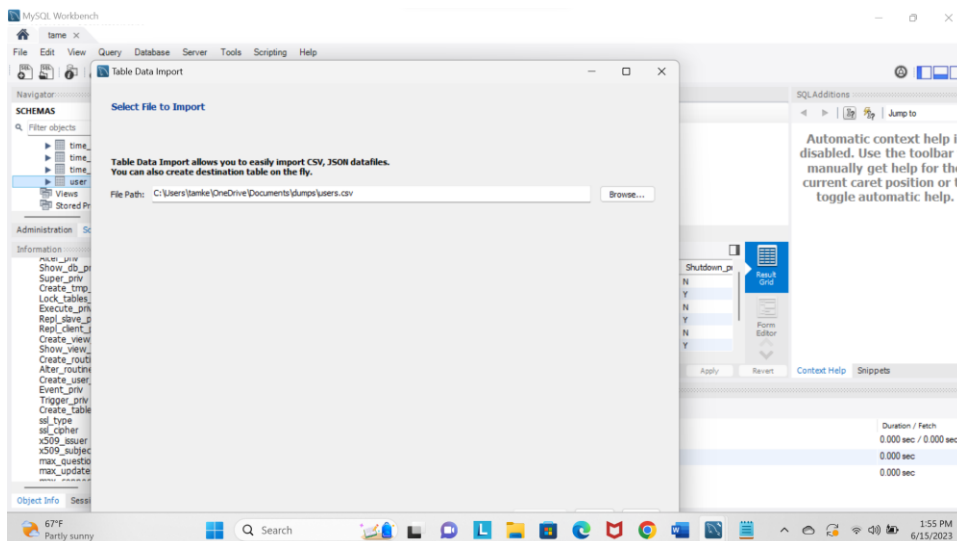 MySQL Workbench
tame
File Edit View Query Database Server Tools Scripting Help
Table Data Import
Navigator
SCHEMAS
Filter objects
time_
time_
time_
user
Views
Stored Pr
Administration Sc
Information
Alter_priv
Show_db_pr
Super_priv
Create_tmp_
Lock_tables_
Execute_priv
Repl_slave_p
Repl_client_p
Create_view
Show_view_
Create_routi
Alter_routine
Create_user_
Event_priv
Trigger_priv
Create_table
ssl_type
ssl_cipher
x509_issuer
x509_subjec
max_questio
max_update
Object Info Sessi
Select File to Import
Table Data Import allows you to easily import CSV, JSON datafiles.
You can also create destination table on the fly.
File Path: C:\Users\tamke\OneDrive\Documents\dumps\users.csv Browse...
Shutdown_pr
N
Y
N
Y
N
Y
Result
Grid
Form
Editor
Apply Revert
SQLAdditions
Jump to
Automatic context help i
disabled. Use the toolbar
manually get help for the
current caret position or t
toggle automatic help.
Context Help Snippets
Duration / Fetch
0.000 sec / 0.000 sec
0.000 sec
0.000 sec
67°F
Partly sunny
Search
1:55 PM
6/15/2023